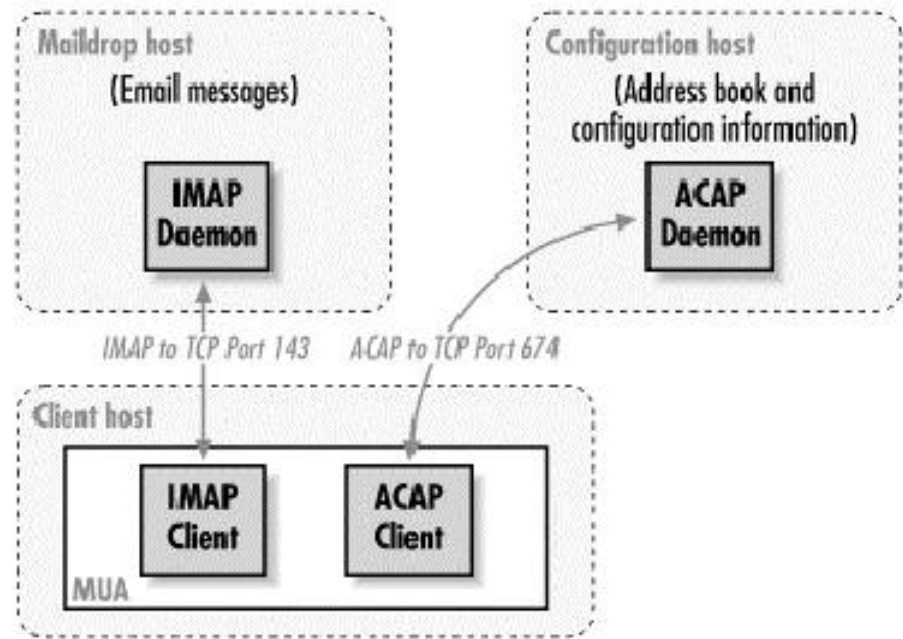 Maildrop host
(Email messages)
IMAP
Daemon
Configuration host
(Address book and
configuration information)
ACAP
Daemon
IMAP to TCP Port 143
ACAP to TCP Port 674
Client host
IMAP
Client
ACAP
Client
MUA